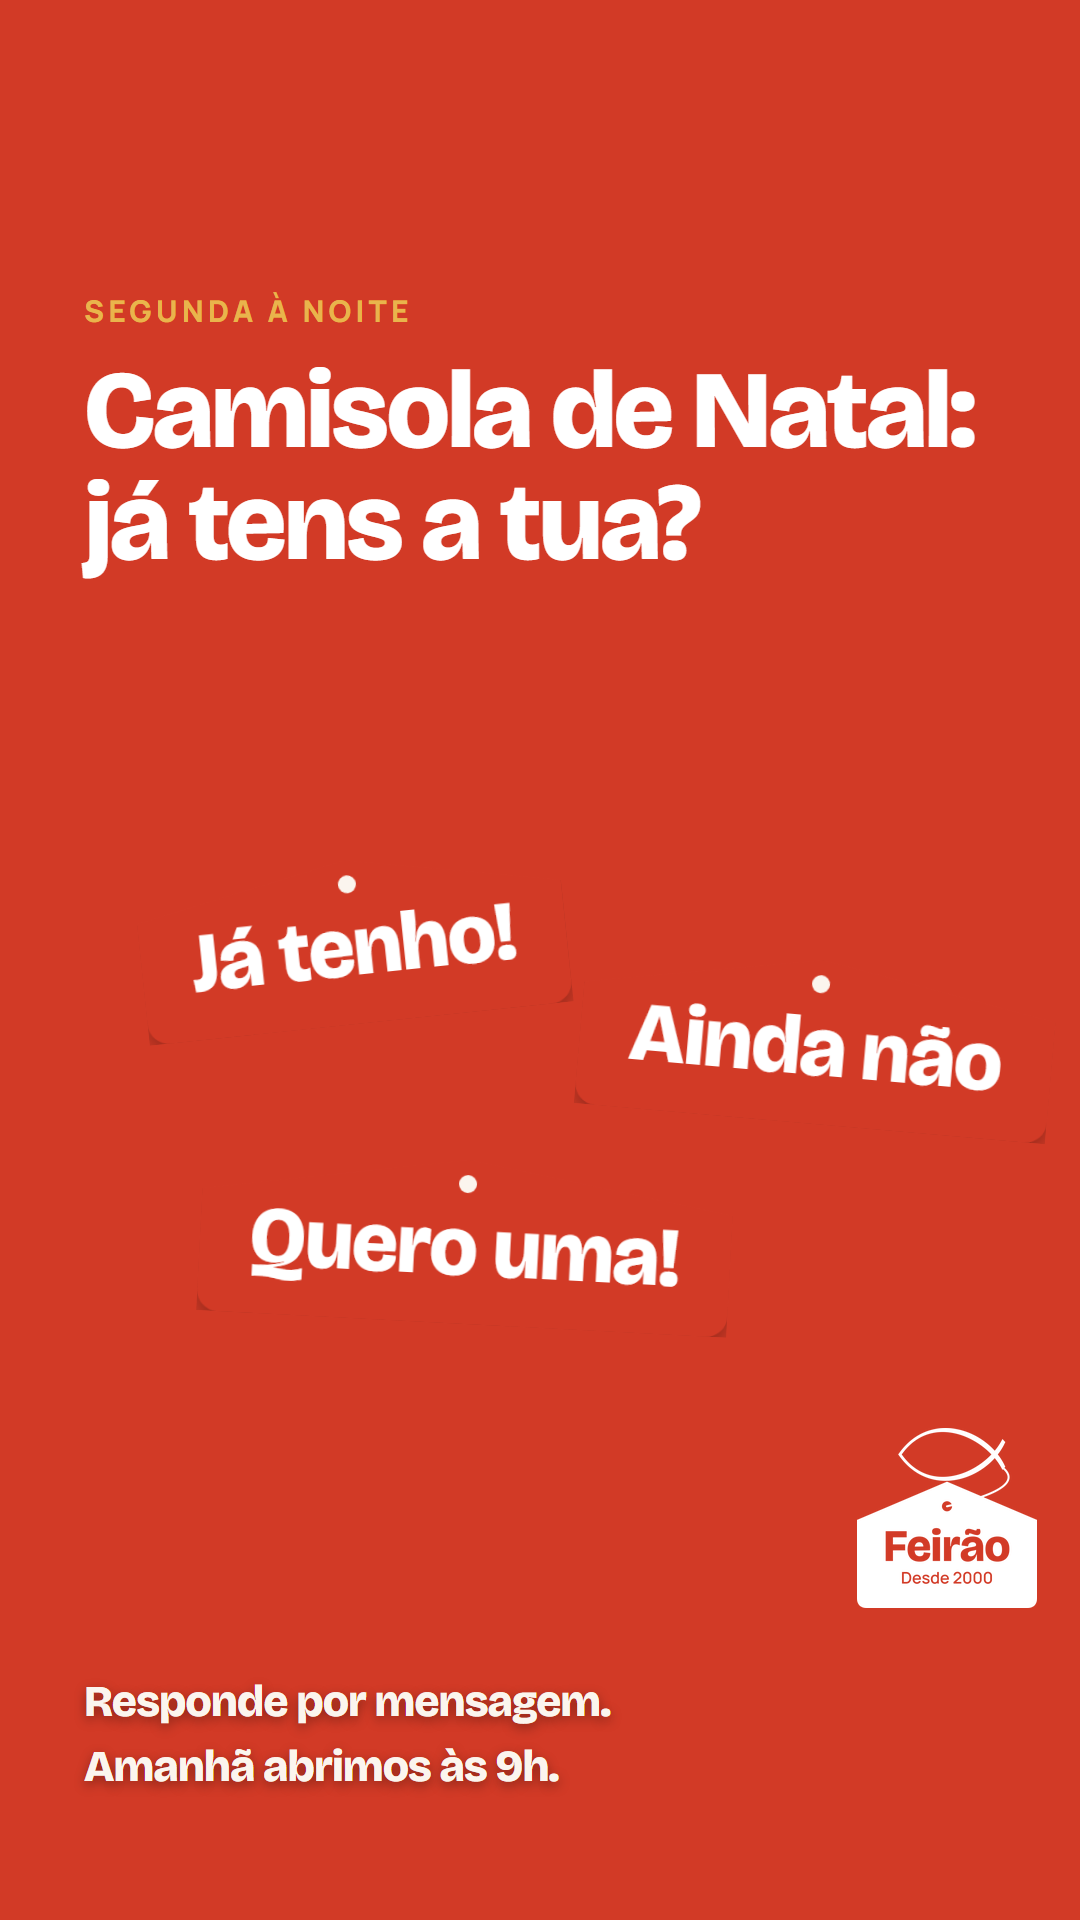 SEGUNDA À NOITE
Camisola de Natal:
já tens a tua?
Já tenho!
Ainda não
Quero uma!
Feirão
Desde 2000
Responde por mensagem.
Amanhã abrimos às 9h.